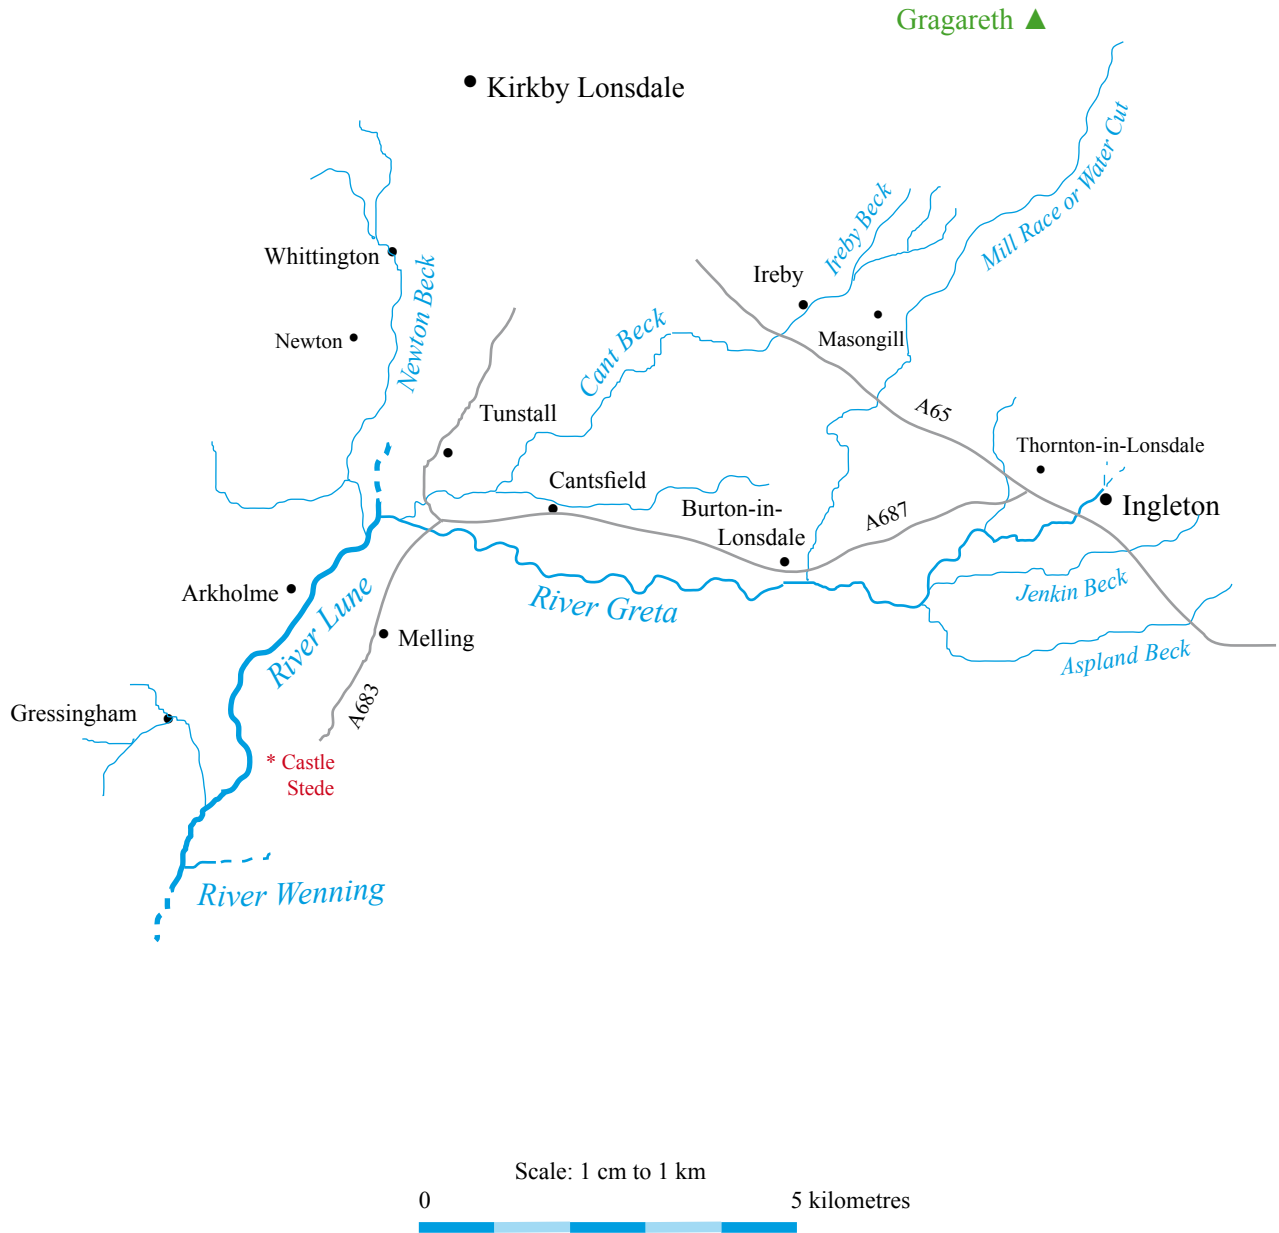 Gragareth
Kirkby Lonsdale
Mill Race or Water Cut
Ireby Beck
Whittington
Ireby
Newton Beck
Cant Beck
Newton
Masongill
A65
Tunstall
Thornton-in-Lonsdale
Cantsfield
Burton-in-
Lonsdale
A687
Ingleton
Arkholme
River Lune
River Greta
Jenkin Beck
Melling
Aspland Beck
A683
Gressingham
* Castle
Stede
River Wenning
Scale: 1 cm to 1 km
0
5 kilometres